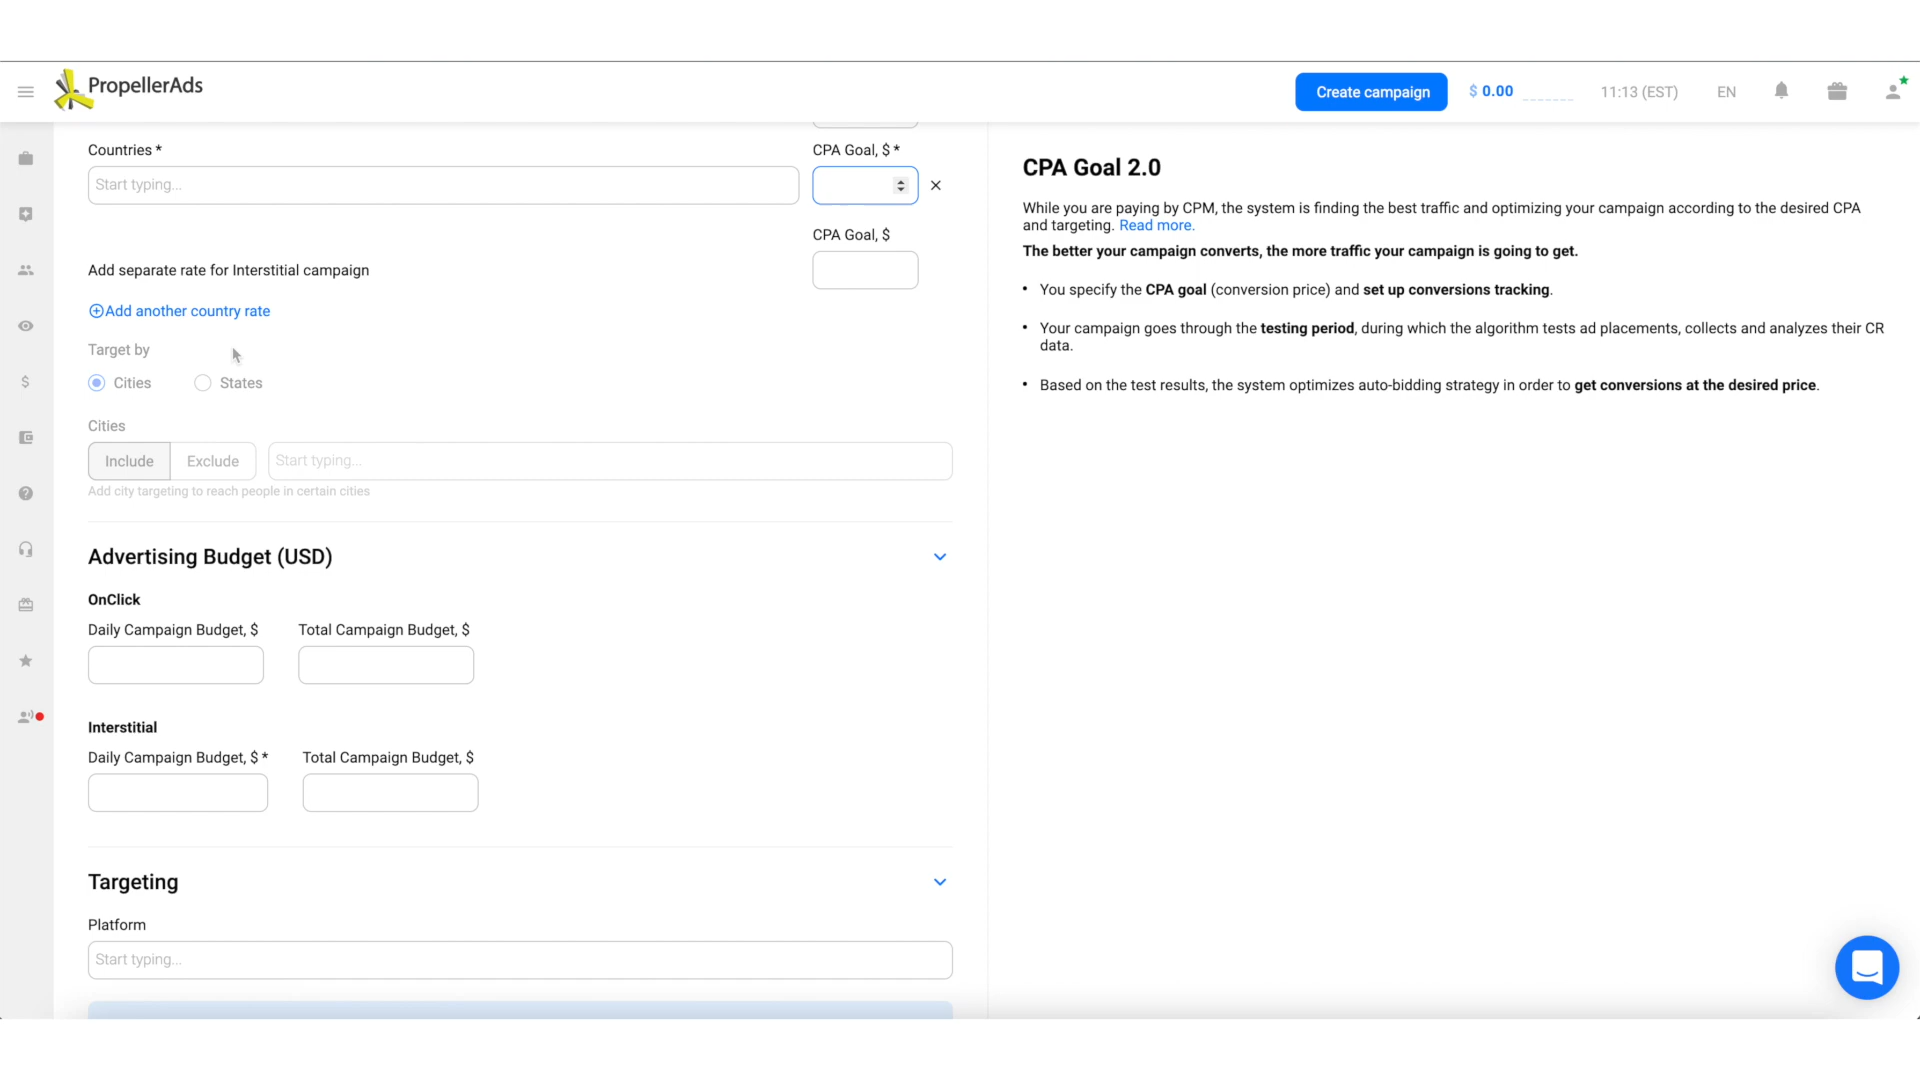 PropellerAds
Create campaign
$ 0.00
11:13 (EST)
EN
Countries *
CPA Goal, $ *
Start typing...
CPA Goal, $
Add separate rate for Interstitial campaign
Add another country rate
Target by
Cities
States
Cities
Include
Exclude
Start typing...
Add city targeting to reach people in certain cities
Advertising Budget (USD)
OnClick
Daily Campaign Budget, $
Total Campaign Budget, $
Interstitial
Daily Campaign Budget, $ *
Total Campaign Budget, $
Targeting
Platform
Start typing...
CPA Goal 2.0
While you are paying by CPM, the system is finding the best traffic and optimizing your campaign according to the desired CPA
and targeting. Read more.
The better your campaign converts, the more traffic your campaign is going to get.
• You specify the CPA goal (conversion price) and set up conversions tracking.
• Your campaign goes through the testing period, during which the algorithm tests ad placements, collects and analyzes their CR
data.
• Based on the test results, the system optimizes auto-bidding strategy in order to get conversions at the desired price.